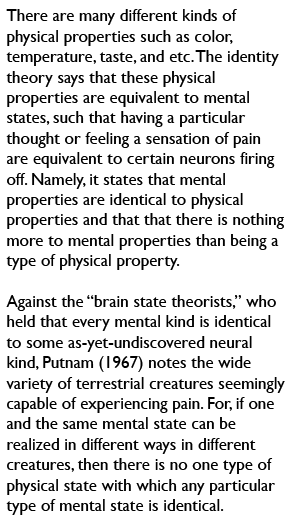 There are many different kinds of
physical properties such as color,
temperature, taste, and etc. The identity
theory says that these physical
properties are equivalent to mental
states, such that having a particular
thought or feeling a sensation of pain
are equivalent to certain neurons firing
off. Namely, it states that mental
properties are identical to physical
properties and that that there is nothing
more to mental properties than being a
type of physical property.

Against the “brain state theorists,” who
held that every mental kind is identical
to some as-yet-undiscovered neural
kind, Putnam (1967) notes the wide
variety of terrestrial creatures seemingly
capable of experiencing pain. For, if one
and the same mental state can be
realized in different ways in different
creatures, then there is no one type of
physical state with which any particular
type of mental state is identical.